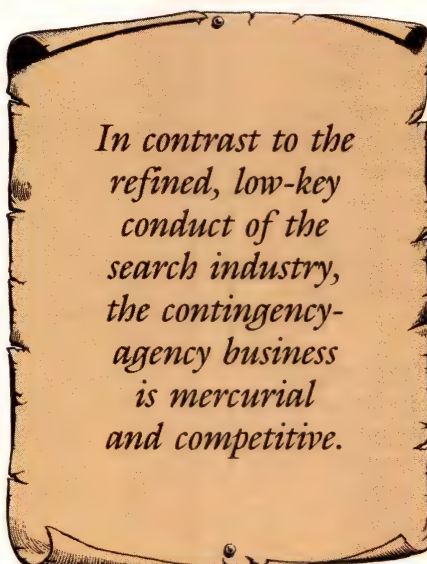 In contrast to the
refined, low-key
conduct of the
search industry,
the contingency-
agency business
is mercurial
and competitive.